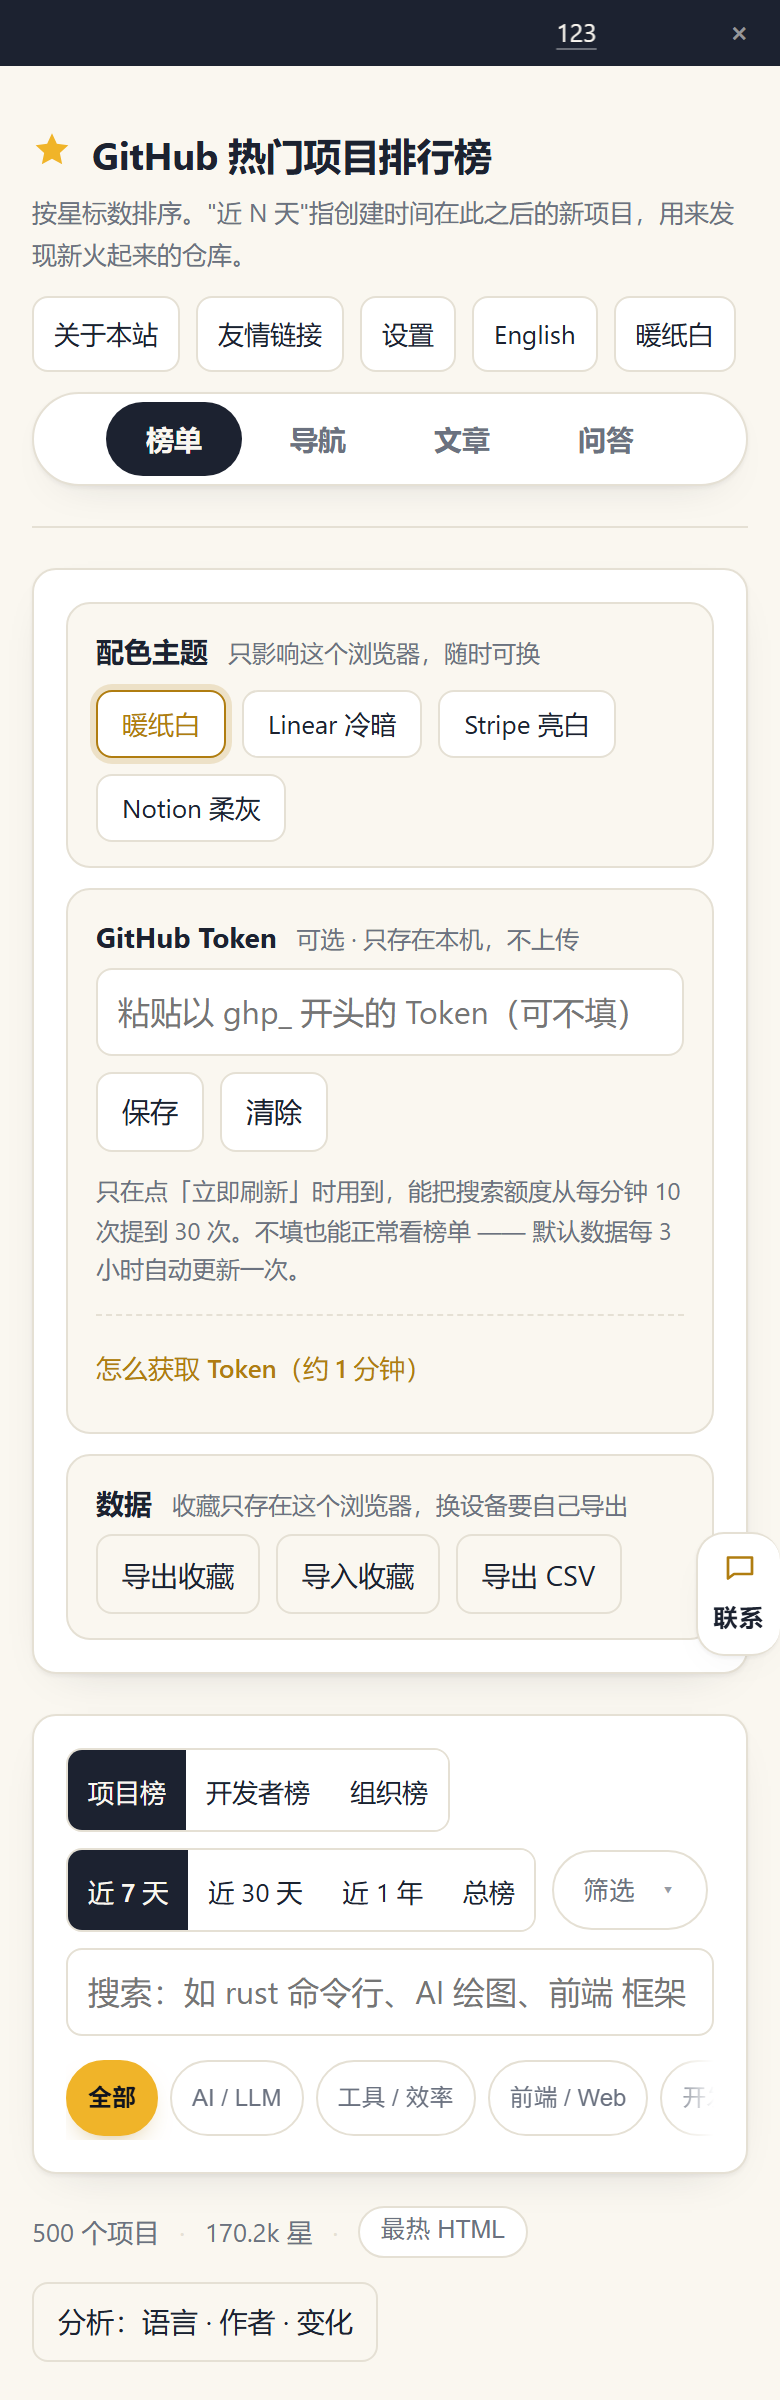 123 ×
GitHub 热门项目排行榜
按星标数排序。"近 N 天"指创建时间在此之后的新项目，用来发
现新火起来的仓库。
关于本站 友情链接 设置 English 暖纸白
榜单 导航 文章 问答
配色主题 只影响这个浏览器，随时可换
暖纸白 Linear 冷暗 Stripe 亮白
Notion 柔灰
GitHub Token 可选 · 只存在本机，不上传
粘贴以 ghp_ 开头的 Token（可不填）
保存 清除
只在点「立即刷新」时用到，能把搜索额度从每分钟 10
次提到 30 次。不填也能正常看榜单 —— 默认数据每 3
小时自动更新一次。
怎么获取 Token（约 1 分钟）
数据 收藏只存在这个浏览器，换设备要自己导出
导出收藏 导入收藏 导出 CSV
联系
项目榜 开发者榜 组织榜
近 7 天 近 30 天 近 1 年 总榜 筛选 ▾
搜索：如 rust 命令行、AI 绘图、前端 框架
全部 AI / LLM 工具 / 效率 前端 / Web 开
500 个项目 · 170.2k 星 · 最热 HTML
分析：语言 · 作者 · 变化